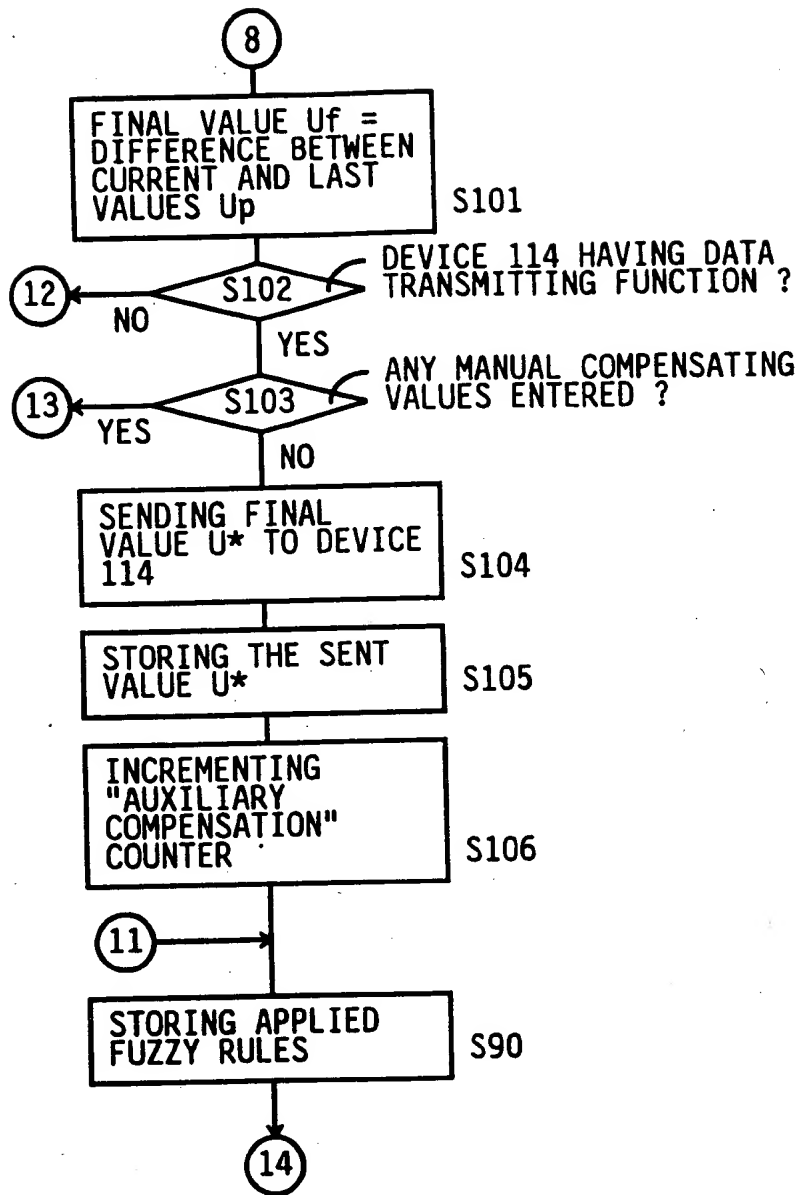 8
FINAL VALUE Uf =
DIFFERENCE BETWEEN
CURRENT AND LAST
VALUES Up
S101
DEVICE 114 HAVING DATA
TRANSMITTING FUNCTION ?
12
S102
NO
YES
ANY MANUAL COMPENSATING
VALUES ENTERED ?
13
S103
YES
NO
SENDING FINAL
VALUE U* TO DEVICE
114
S104
STORING THE SENT
VALUE U*
S105
INCREMENTING
"AUXILIARY
COMPENSATION"
COUNTER
S106
11
STORING APPLIED
FUZZY RULES
S90
14